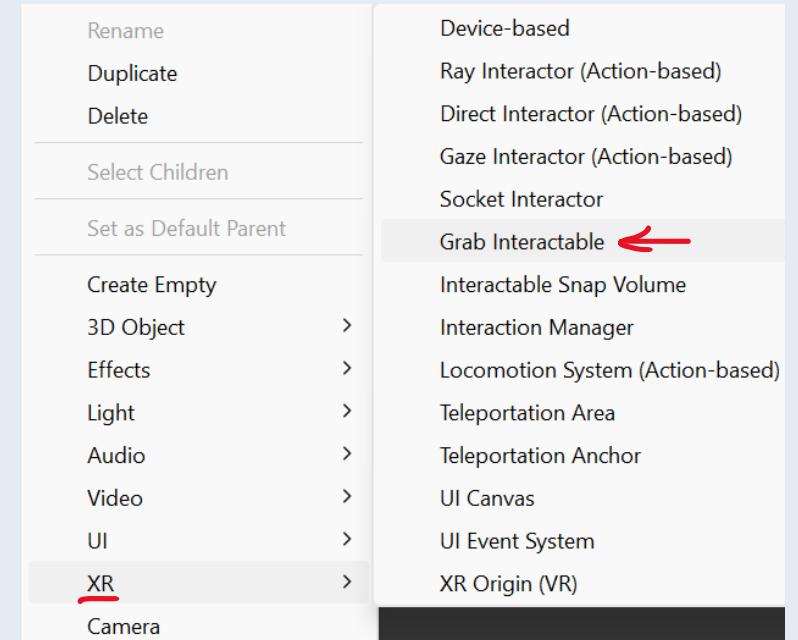 Rename
Duplicate
Delete
Select Children
Set as Default Parent
Create Empty
3D Object
Effects
Light
Audio
Video
UI
XR
Camera
Device-based
Ray Interactor (Action-based)
Direct Interactor (Action-based)
Gaze Interactor (Action-based)
Socket Interactor
Grab Interactable
Interactable Snap Volume
Interaction Manager
Locomotion System (Action-based)
Teleportation Area
Teleportation Anchor
UI Canvas
UI Event System
XR Origin (VR)